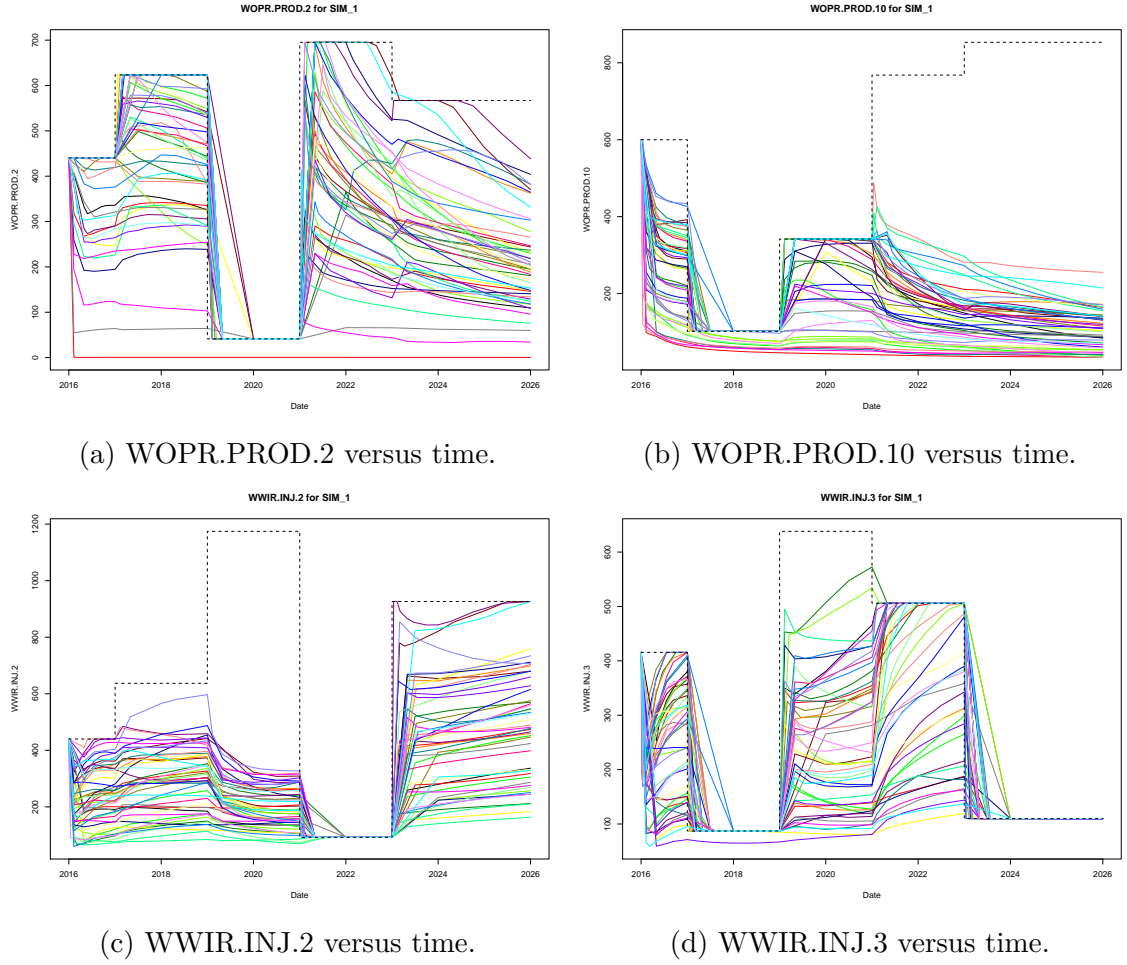 WOPR.PROD.2 for SIM_1
WOPR.PROD.2
700
600
500
400
300
200
100
0
2016 2018 2020 2022 2024 2026
Date
(a) WOPR.PROD.2 versus time.
WOPR.PROD.10 for SIM_1
WOPR.PROD.10
800
600
400
200
2016 2018 2020 2022 2024 2026
Date
(b) WOPR.PROD.10 versus time.
WWIR.INJ.2 for SIM_1
WWIR.INJ.2
1200
1000
800
600
400
200
2016 2018 2020 2022 2024 2026
Date
(c) WWIR.INJ.2 versus time.
WWIR.INJ.3 for SIM_1
WWIR.INJ.3
600
500
400
300
200
100
2016 2018 2020 2022 2024 2026
Date
(d) WWIR.INJ.3 versus time.